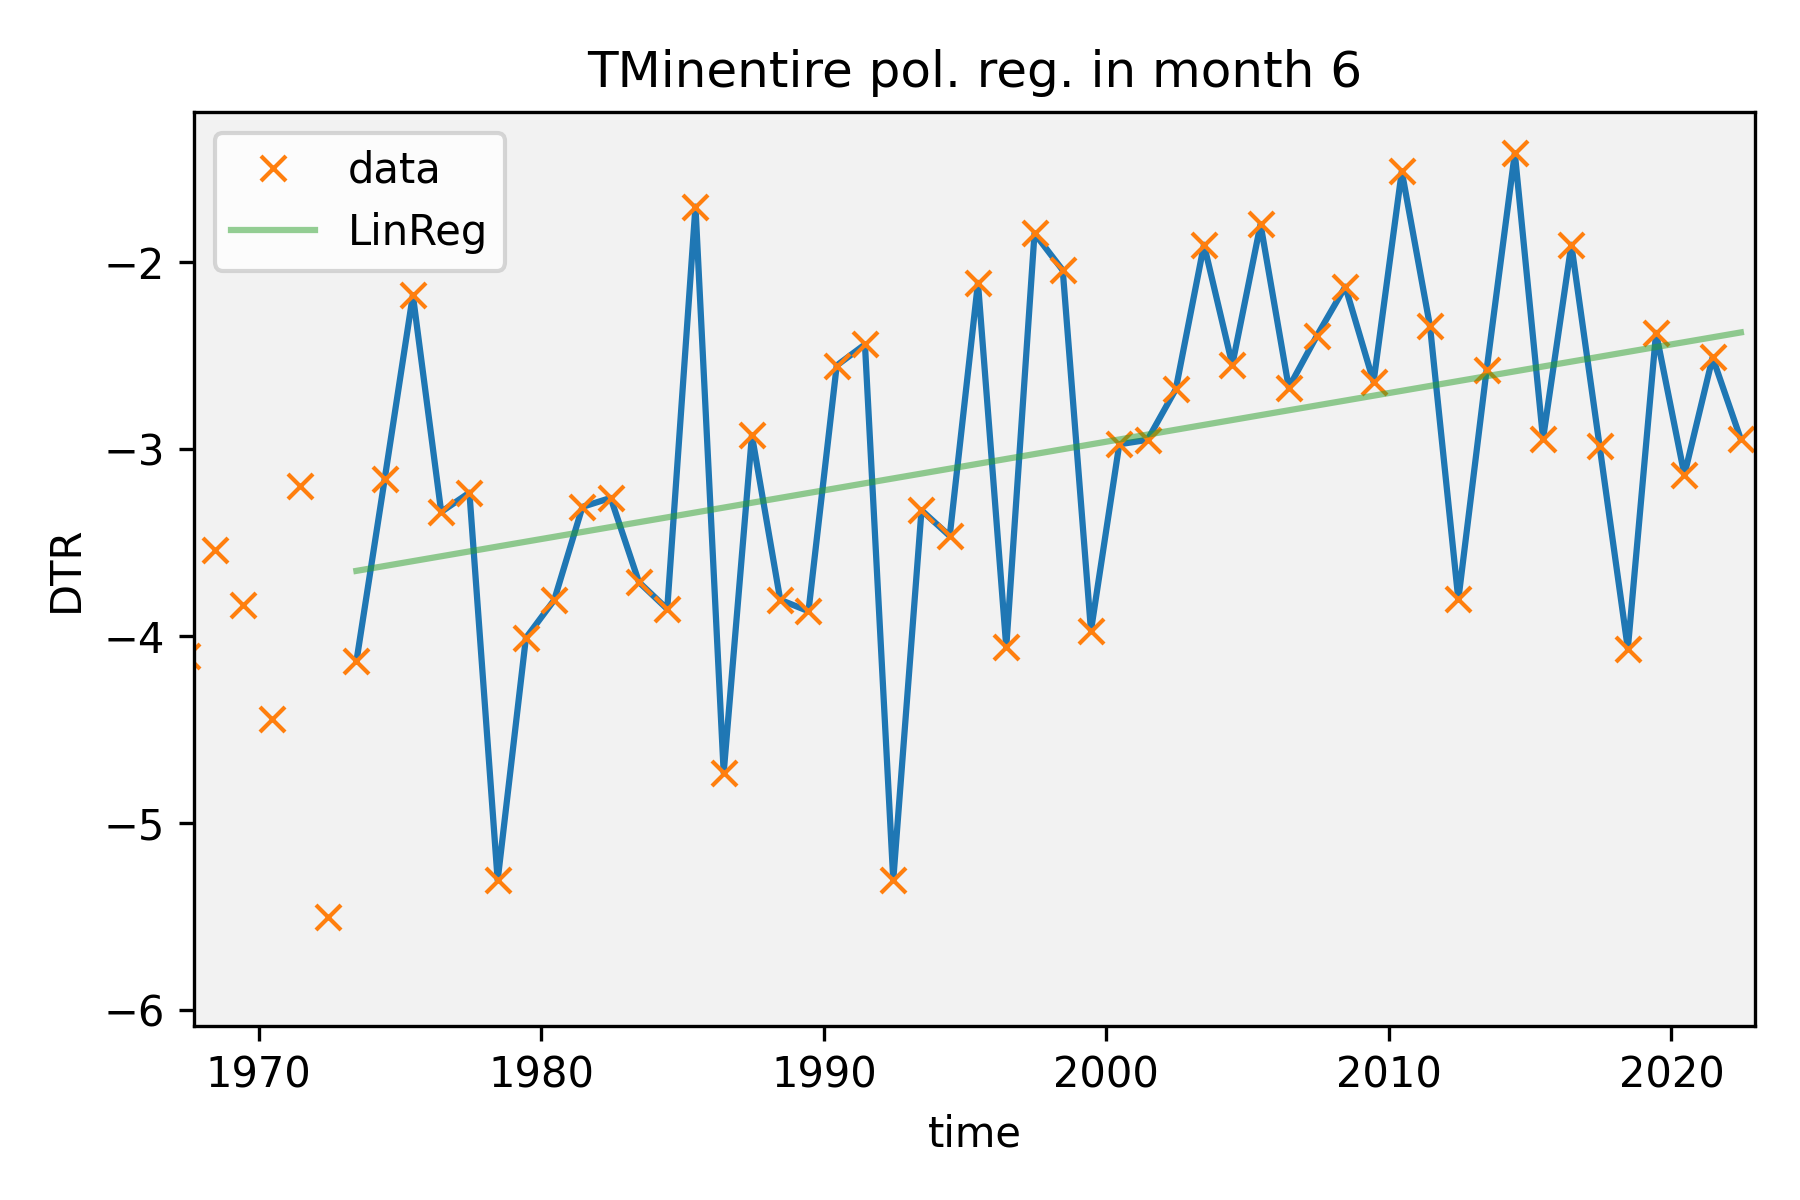 TMinentire pol. reg. in month 6
data
LinReg
DTR
−2
−3
−4
−5
−6
1970 1980 1990 2000 2010 2020
time